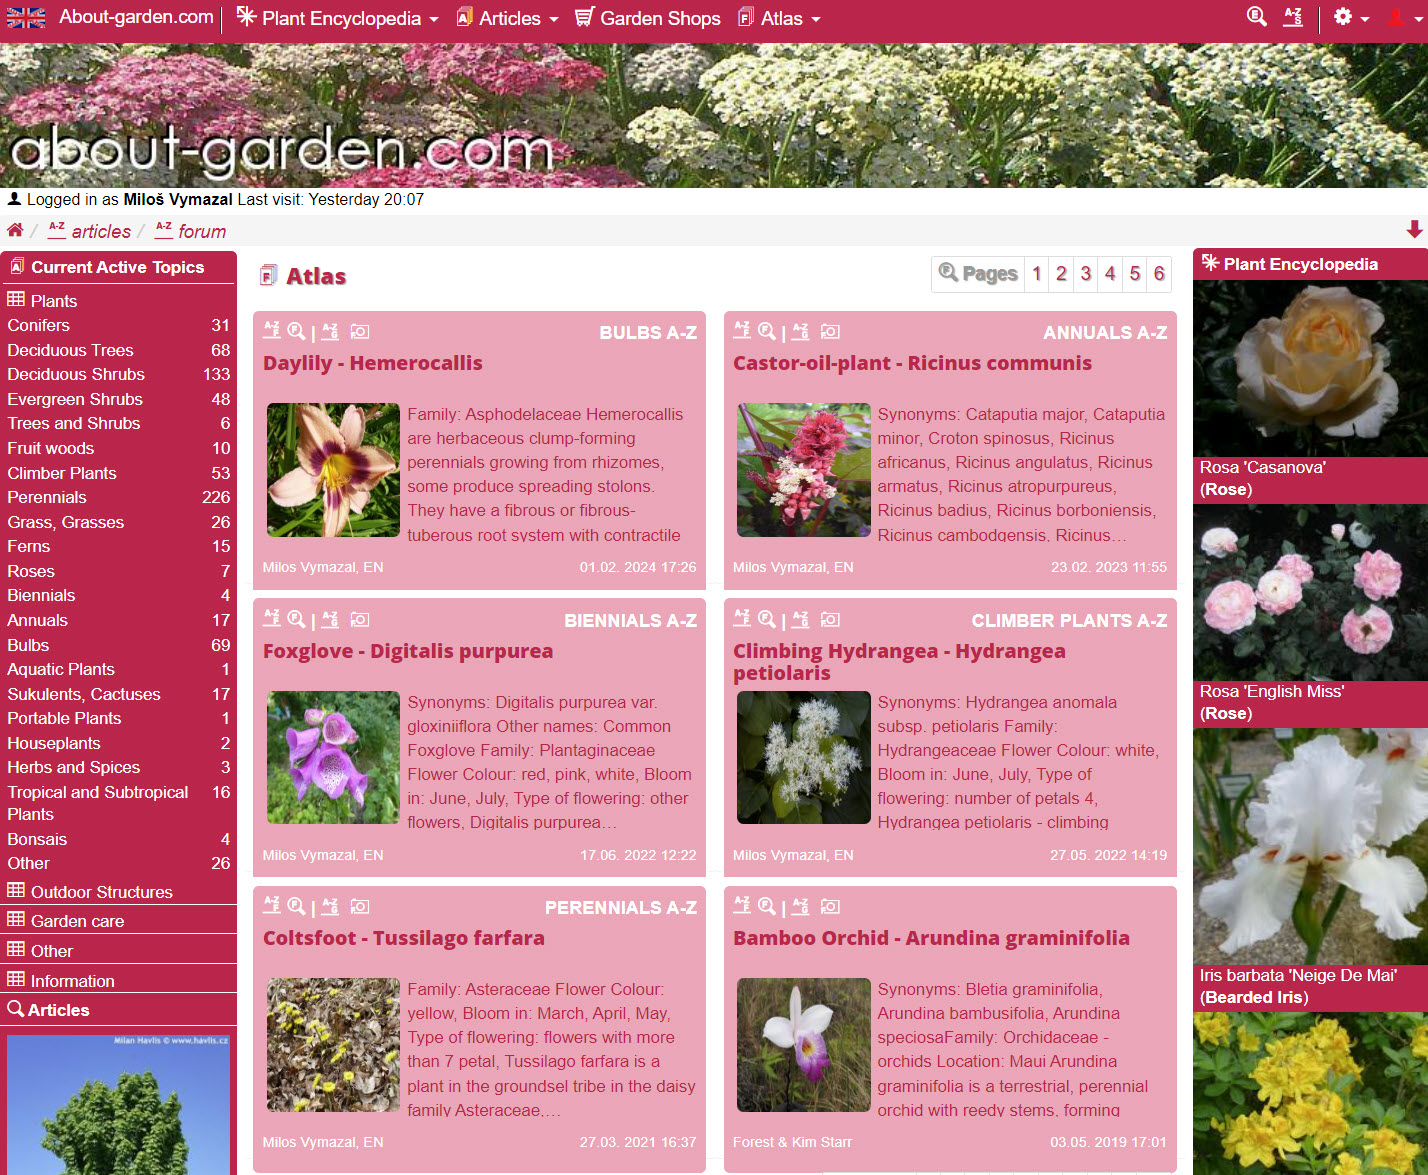 About-garden.com Plant Encyclopedia Articles Garden Shops Atlas
about-garden.com
Logged in as Miloš Vymazal Last visit: Yesterday 20:07
/ A-Z articles / A-Z forum
Current Active Topics
Plants
Conifers 31
Deciduous Trees 68
Deciduous Shrubs 133
Evergreen Shrubs 48
Trees and Shrubs 6
Fruit woods 10
Climber Plants 53
Perennials 226
Grass, Grasses 26
Ferns 15
Roses 7
Biennials 4
Annuals 17
Bulbs 69
Aquatic Plants 1
Sukulents, Cactuses 17
Portable Plants 1
Houseplants 2
Herbs and Spices 3
Tropical and Subtropical 16
Plants
Bonsais 4
Other 26
Outdoor Structures
Garden care
Other
Information
Articles
Milan Havlis © www.havlis.cz
Atlas
Pages 1 2 3 4 5 6
BULBS A-Z
Daylily - Hemerocallis
Family: Asphodelaceae Hemerocallis
are herbaceous clump-forming
perennials growing from rhizomes,
some produce spreading stolons.
They have a fibrous or fibrous-
tuberous root system with contractile
Milos Vymazal, EN 01.02. 2024 17:26
ANNUALS A-Z
Castor-oil-plant - Ricinus communis
Synonyms: Cataputia major, Cataputia
minor, Croton spinosus, Ricinus
africanus, Ricinus angulatus, Ricinus
armatus, Ricinus atropurpureus,
Ricinus badius, Ricinus borboniensis,
Ricinus cambodgensis, Ricinus…
Milos Vymazal, EN 23.02. 2023 11:55
BIENNIALS A-Z
Foxglove - Digitalis purpurea
Synonyms: Digitalis purpurea var.
gloxiniiflora Other names: Common
Foxglove Family: Plantaginaceae
Flower Colour: red, pink, white, Bloom
in: June, July, Type of flowering: other
flowers, Digitalis purpurea…
Milos Vymazal, EN 17.06. 2022 12:22
CLIMBER PLANTS A-Z
Climbing Hydrangea - Hydrangea
petiolaris
Synonyms: Hydrangea anomala
subsp. petiolaris Family:
Hydrangeaceae Flower Colour: white,
Bloom in: June, July, Type of
flowering: number of petals 4,
Hydrangea petiolaris - climbing
Milos Vymazal, EN 27.05. 2022 14:19
PERENNIALS A-Z
Coltsfoot - Tussilago farfara
Family: Asteraceae Flower Colour:
yellow, Bloom in: March, April, May,
Type of flowering: flowers with more
than 7 petal, Tussilago farfara is a
plant in the groundsel tribe in the daisy
family Asteraceae,…
Milos Vymazal, EN 27.03. 2021 16:37
Bamboo Orchid - Arundina graminifolia
Synonyms: Bletia graminifolia,
Arundina bambusifolia, Arundina
speciosaFamily: Orchidaceae -
orchids Location: Maui Arundina
graminifolia is a terrestrial, perennial
orchid with reedy stems, forming
Forest & Kim Starr 03.05. 2019 17:01
Plant Encyclopedia
Rosa 'Casanova'
(Rose)
Rosa 'English Miss'
(Rose)
Iris barbata 'Neige De Mai'
(Bearded Iris)